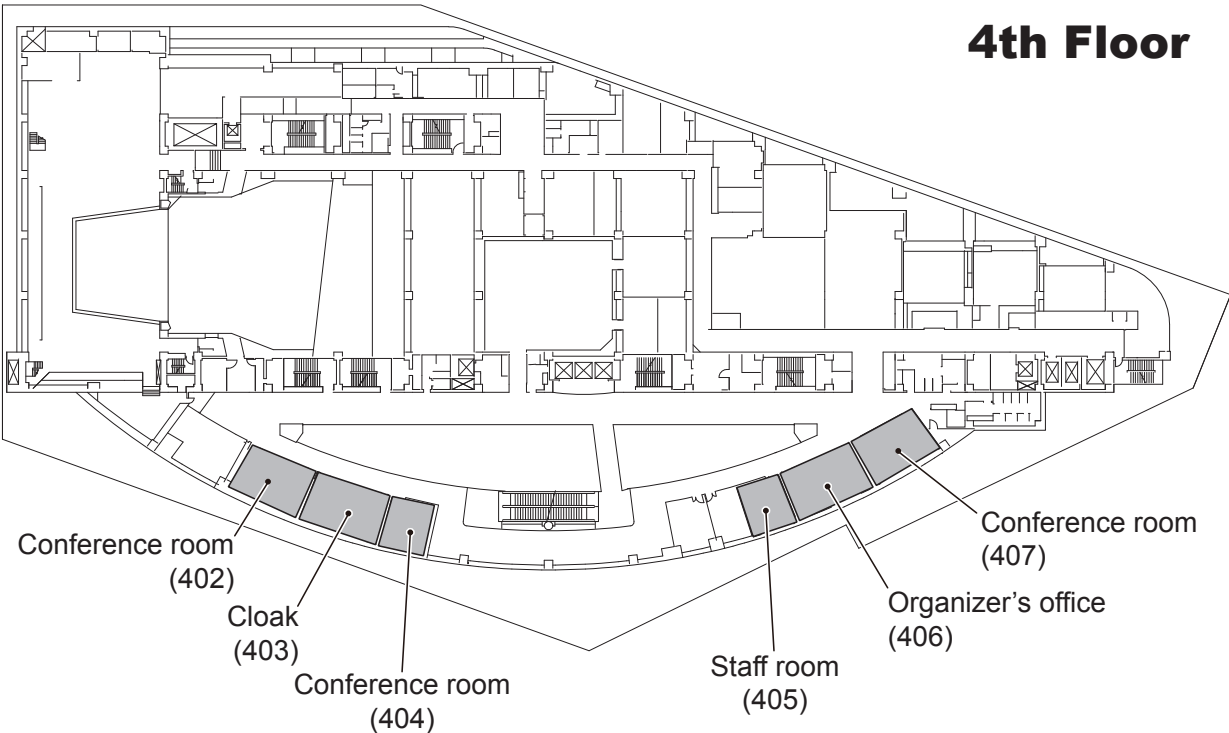 4th Floor
Conference room
(402)
Cloak
(403)
Conference room
(404)
Staff room
(405)
Organizer’s office
(406)
Conference room
(407)